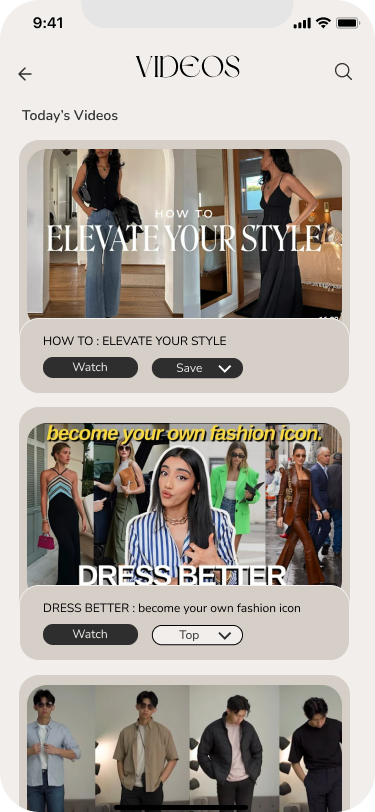 9:41
VIDEOS
Today's Videos
HOW TO
ELEVATE YOUR STYLE
HOW TO : ELEVATE YOUR STYLE
Watch
Save
become your own fashion icon.
DRESS BETTER
DRESS BETTER : become your own fashion icon
Watch
Top